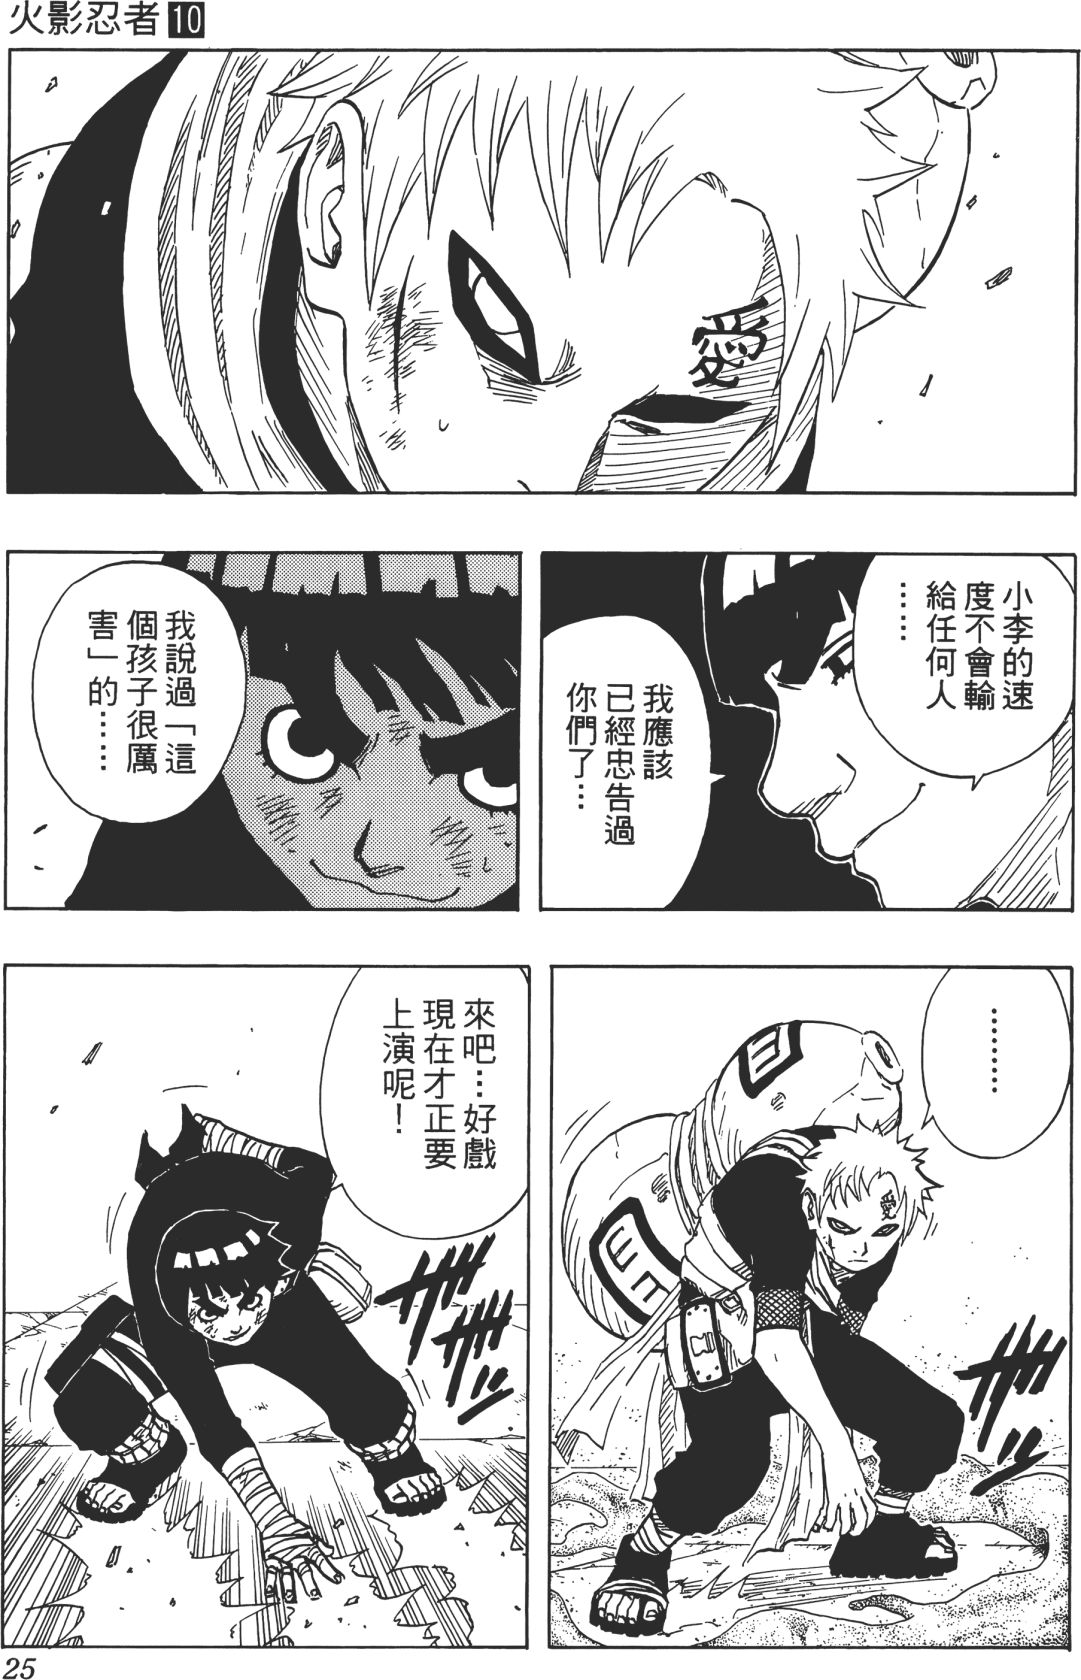 火影忍者10
愛
小李的速
度不會輸
給任何人
……
我應該
已經忠告過
你們了…
我說過「這
個孩子很厲
害」的……
………
愛
來吧…好戲
現在才正要
上演呢！
25